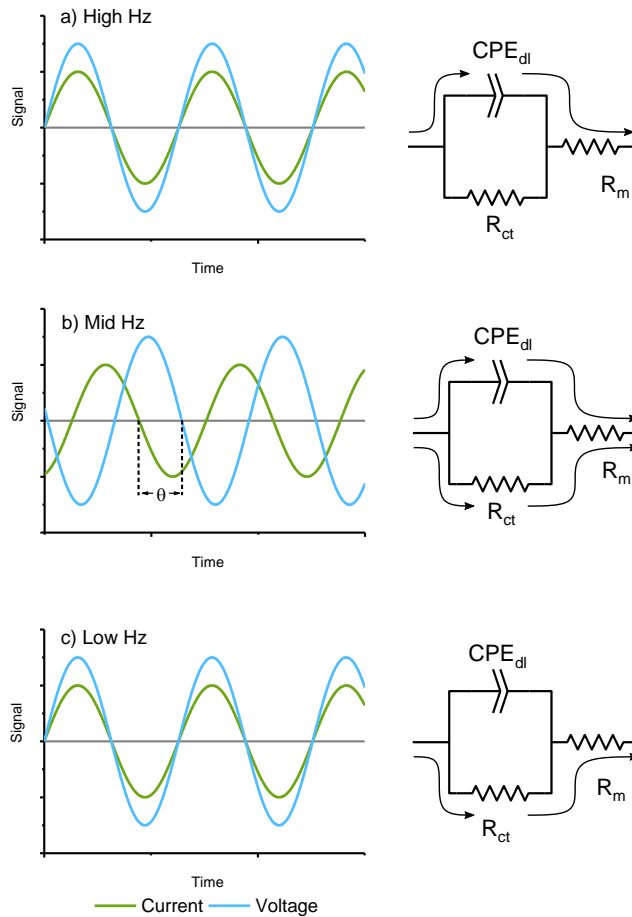 a) High Hz
Signal
Time
CPEdl
Rct
Rm
b) Mid Hz
Signal
θ
Time
CPEdl
Rct
Rm
c) Low Hz
Signal
Time
CPEdl
Rct
Rm
Current Voltage